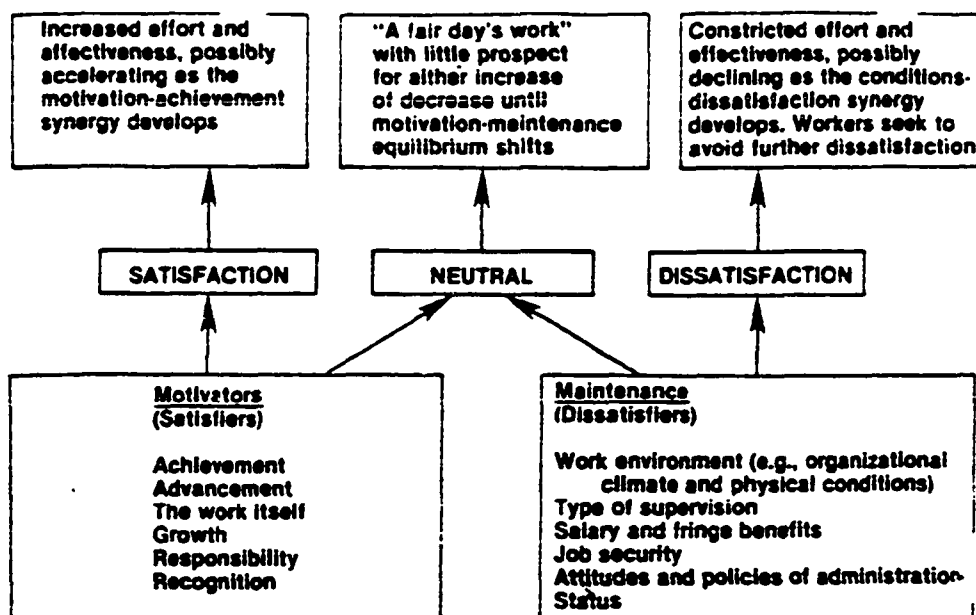 Increased effort and
affectiveness, possibly
accelerating as the
motivation-achievement
synergy develops
"A fair day's work"
with little prospect
for aither increase
of decrease until
motivation-maintenance
equilibrium shifts
Constricted effort and
effectiveness, possibly
declining as the conditions-
dissatisfaction synergy
develops. Workers seek to
avoid further dissatisfaction
SATISFACTION
NEUTRAL
DISSATISFACTION
Motivators
(Satisfiers)
Achievement
Advancement
The work itself
Growth
Responsibility
Recognition
Maintenance
(Dissatisfiers)
Work environment (e.g., organizational
climate and physical conditions)
Type of supervision
Salary and fringe benefits
Job security
Attitudes and policies of administration
Status